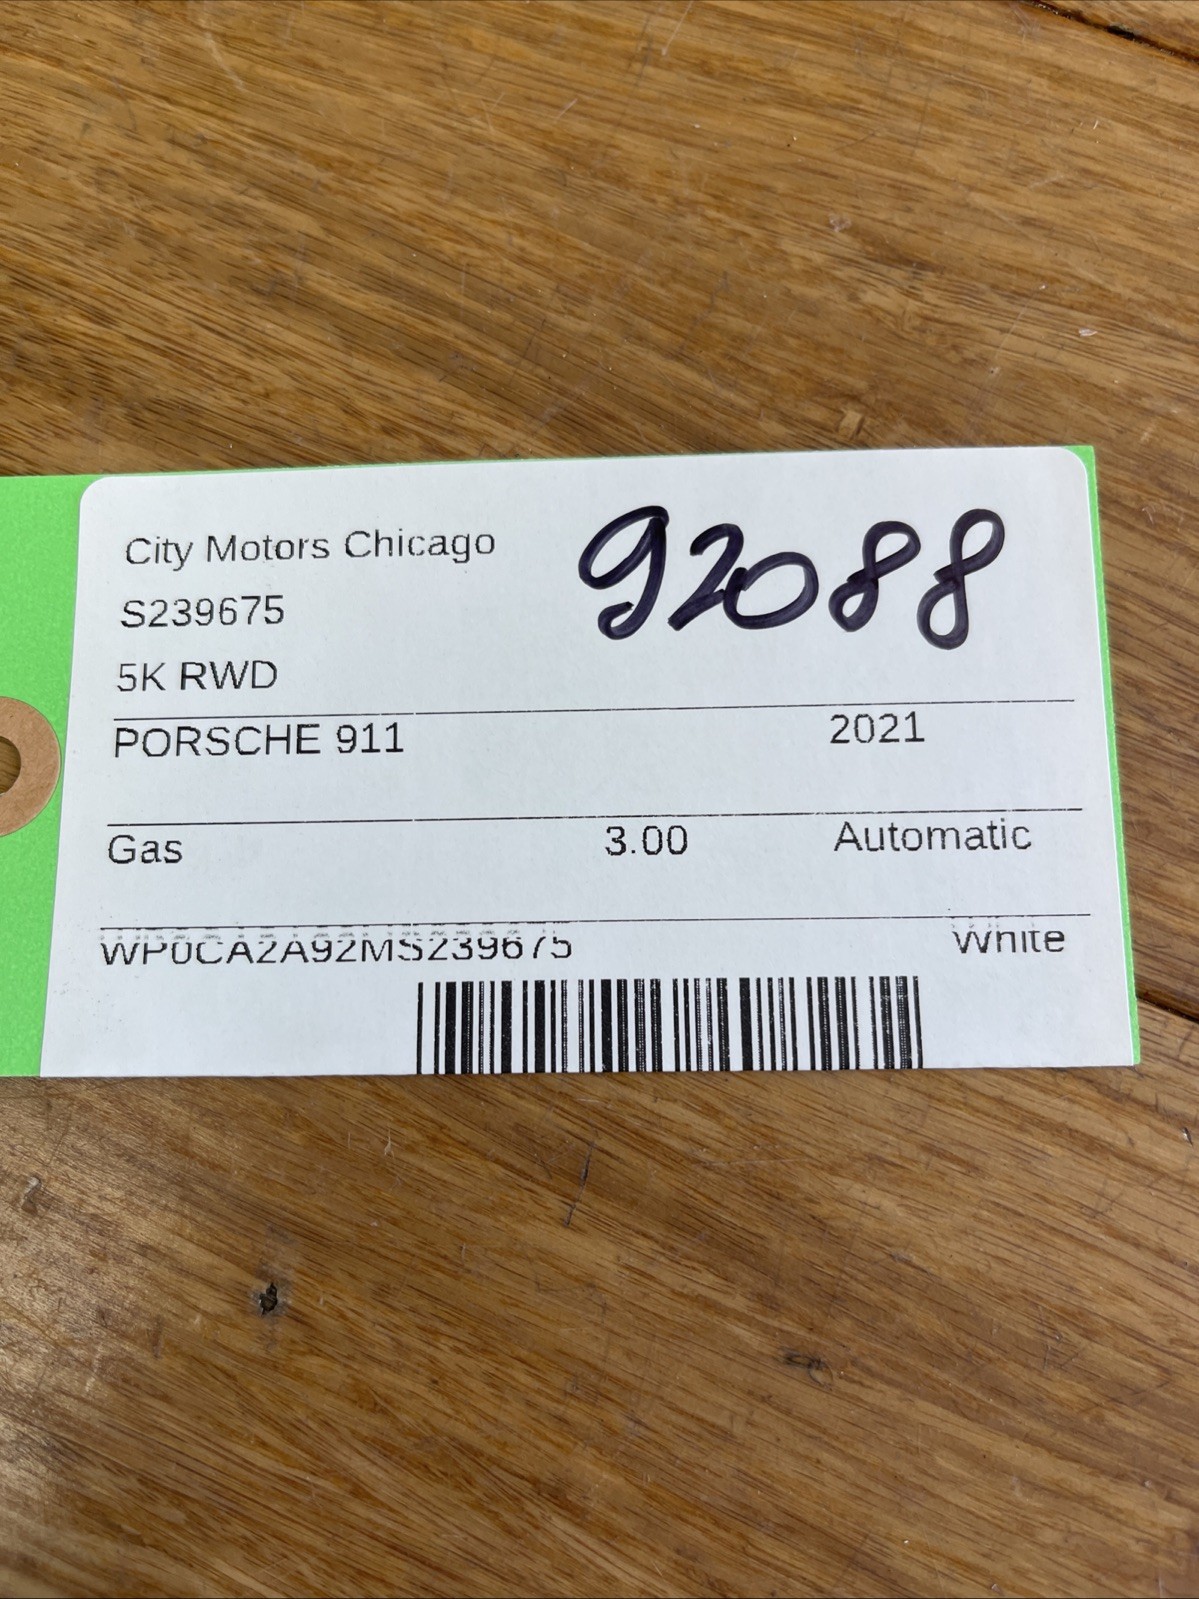 City Motors Chicago
92088
S239675
5K RWD
PORSCHE 911 2021
Gas 3.00 Automatic
WP0CA2A92MS239675 White